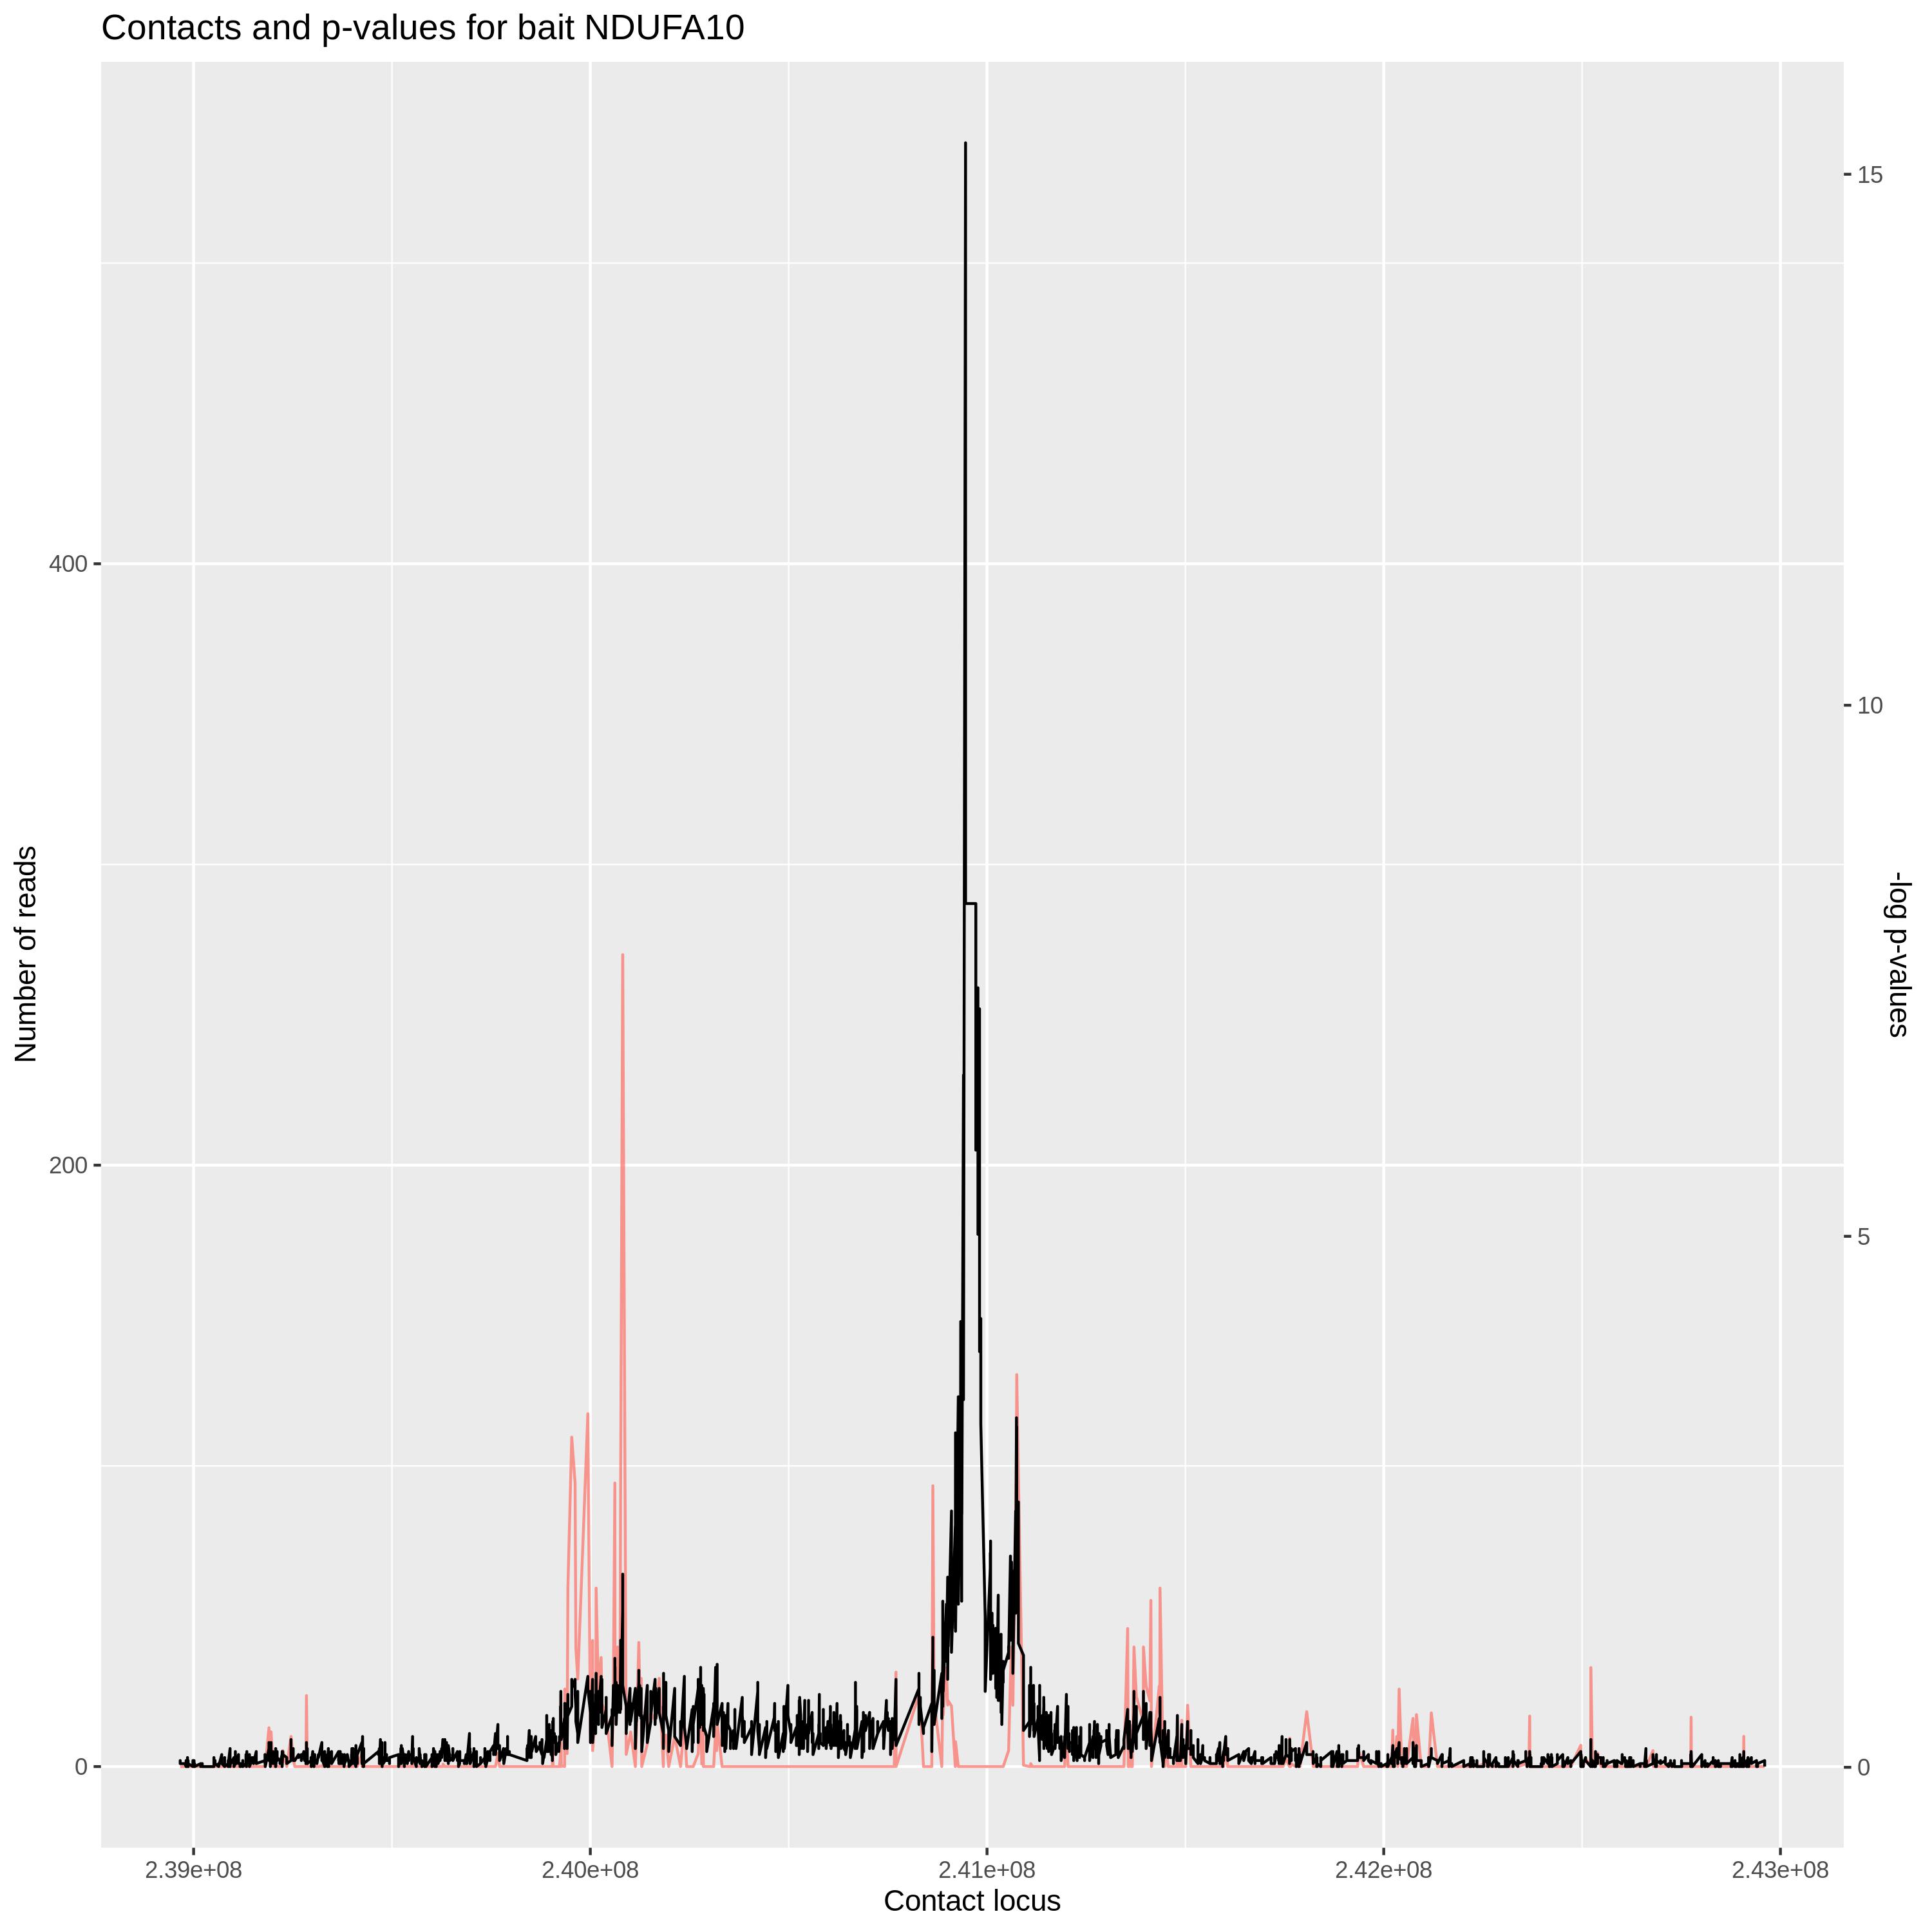 Contacts and p-values for bait NDUFA10
Number of reads
400
200
0
15
10
5
0
-log p-values
2.39e+08 2.40e+08 2.41e+08 2.42e+08 2.43e+08
Contact locus